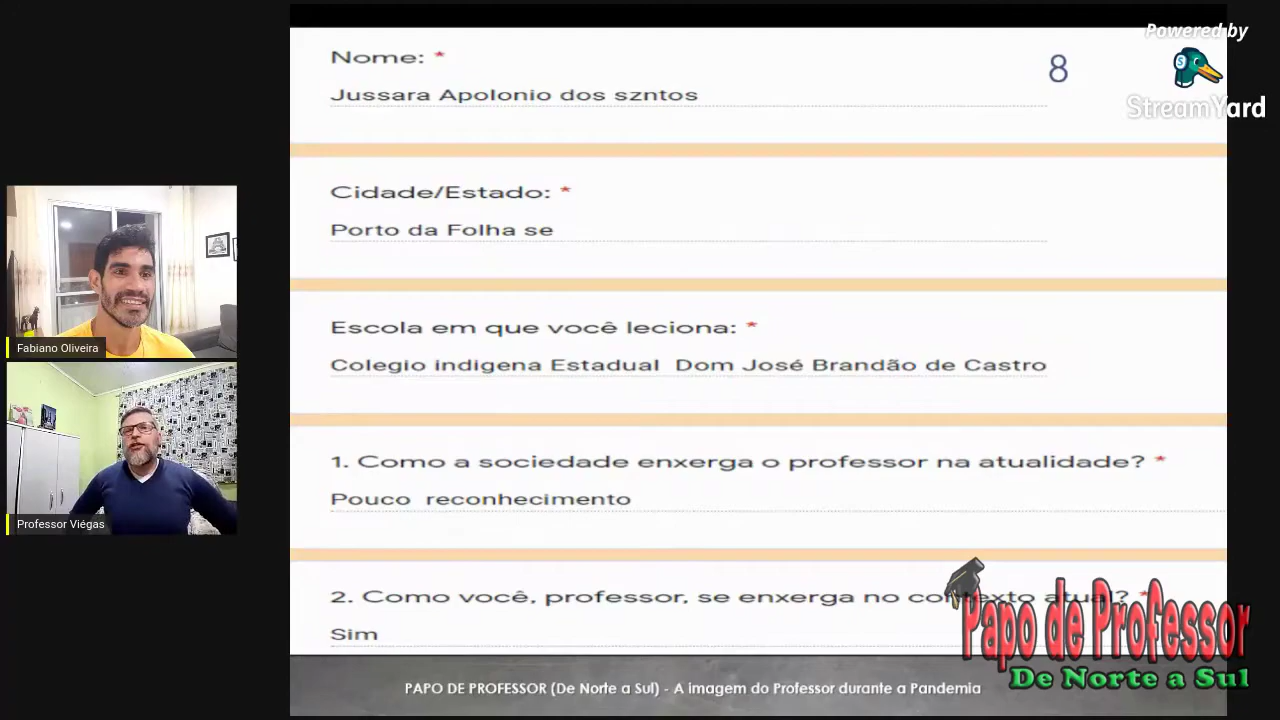 Powered by
StreamYard
8
Nome: *
Jussara Apolonio dos szntos
Cidade/Estado: *
Porto da Folha se
Escola em que você leciona: *
Colegio indigena Estadual Dom José Brandão de Castro
1. Como a sociedade enxerga o professor na atualidade? *
Pouco reconhecimento
2. Como você, professor, se enxerga no contexto atual? *
Sim
Fabiano Oliveira
Professor Viégas
Papo de Professor
De Norte a Sul
PAPO DE PROFESSOR (De Norte a Sul) - A imagem do Professor durante a Pandemia